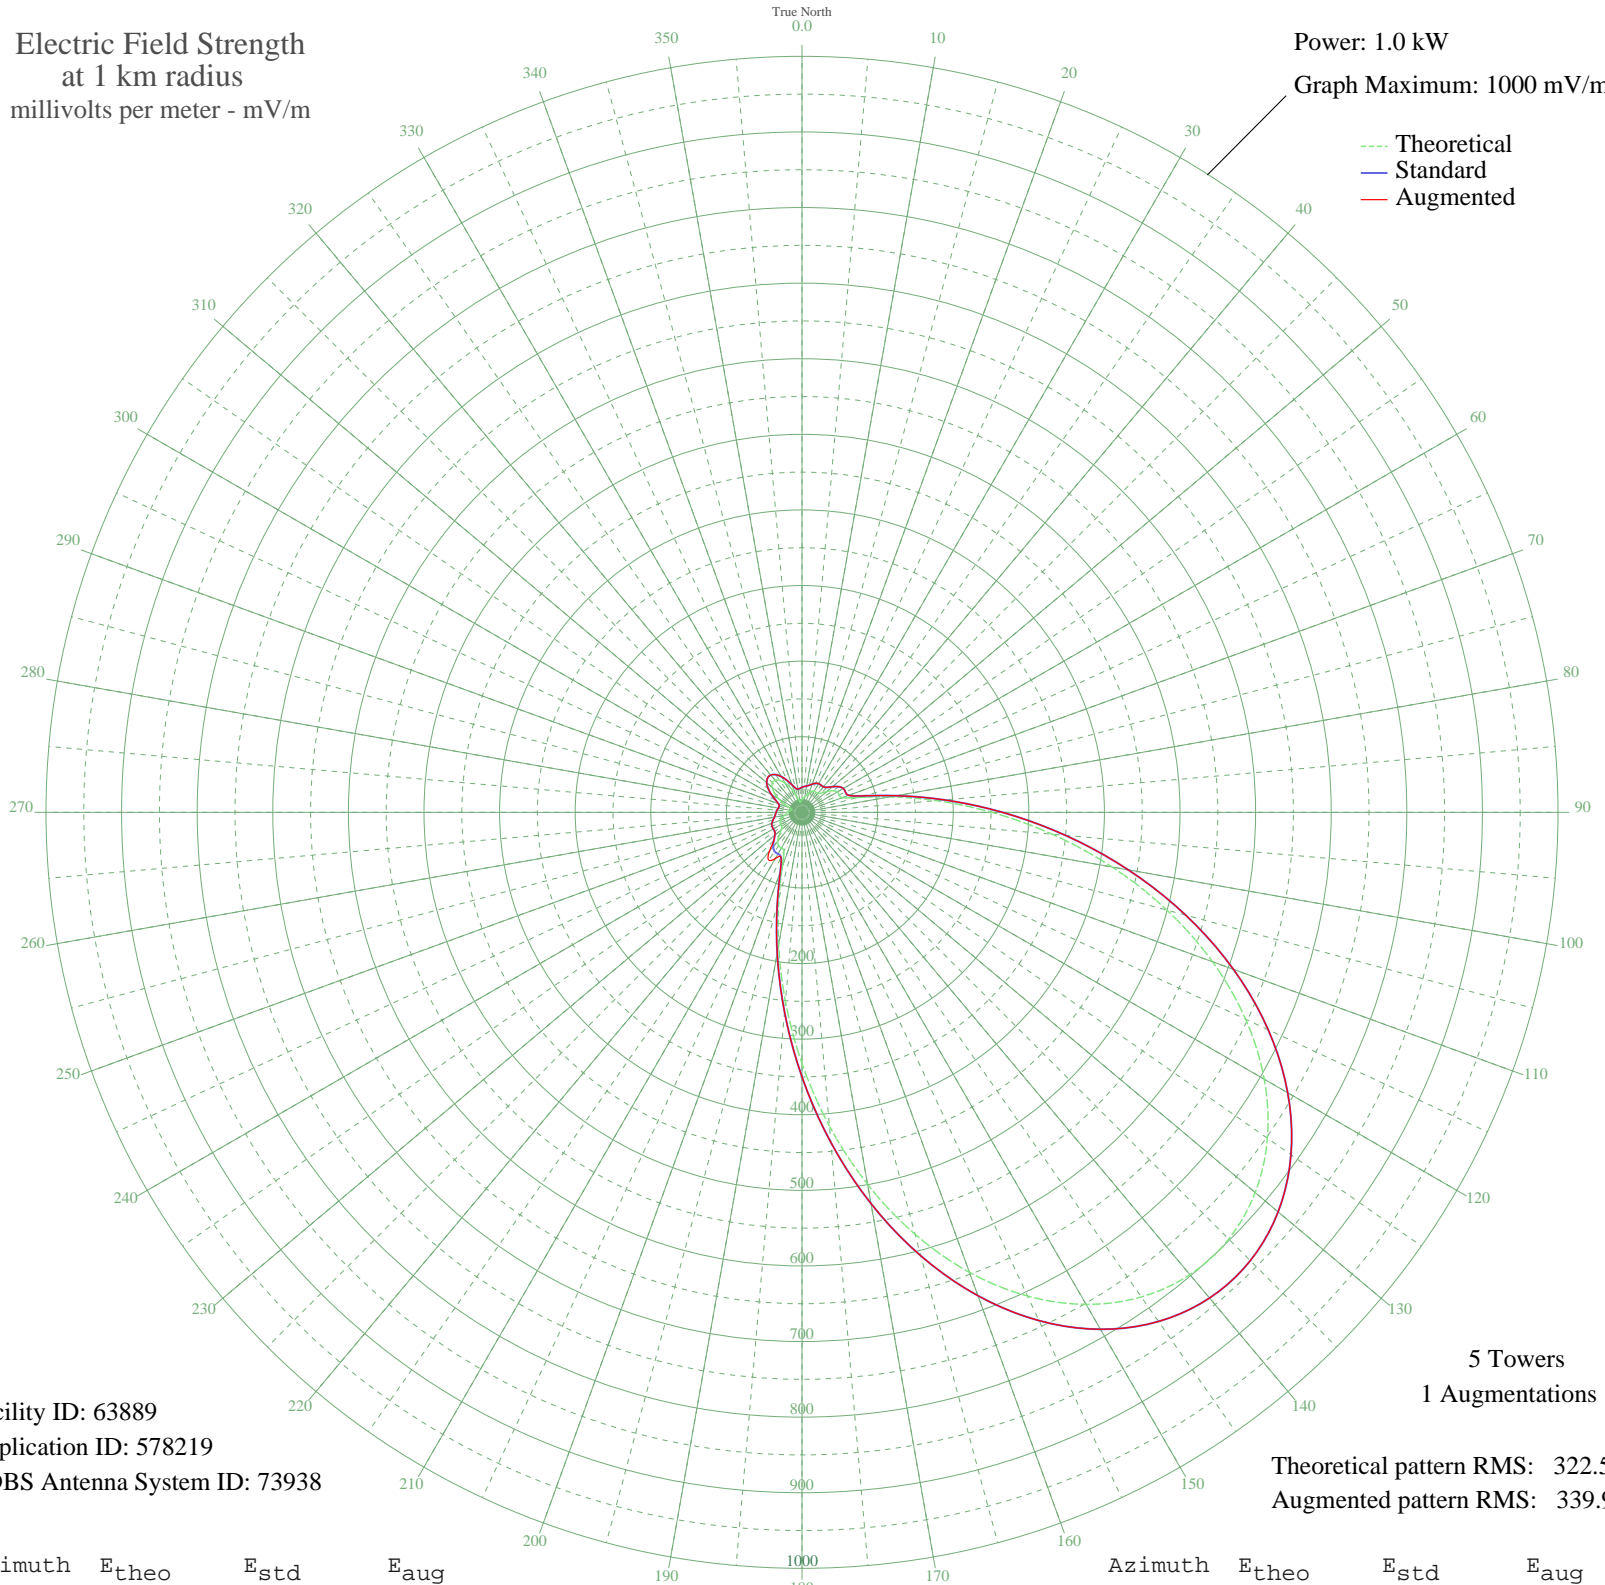 True North
0.0
Electric Field Strength
at 1 km radius
millivolts per meter - mV/m
Power: 1.0 kW
Graph Maximum: 1000 mV/m
Theoretical
Standard
Augmented
10
20
30
40
50
60
70
80
90
100
110
120
130
140
150
160
170
190
200
210
220
230
240
250
260
270
280
290
300
310
320
330
340
350
200
300
400
500
600
700
800
900
1000
5 Towers
1 Augmentations
cility ID: 63889
plication ID: 578219
DBS Antenna System ID: 73938
Theoretical pattern RMS: 322.5
Augmented pattern RMS: 339.9
imuth Etheo Estd Eaug
Azimuth Etheo Estd Eaug